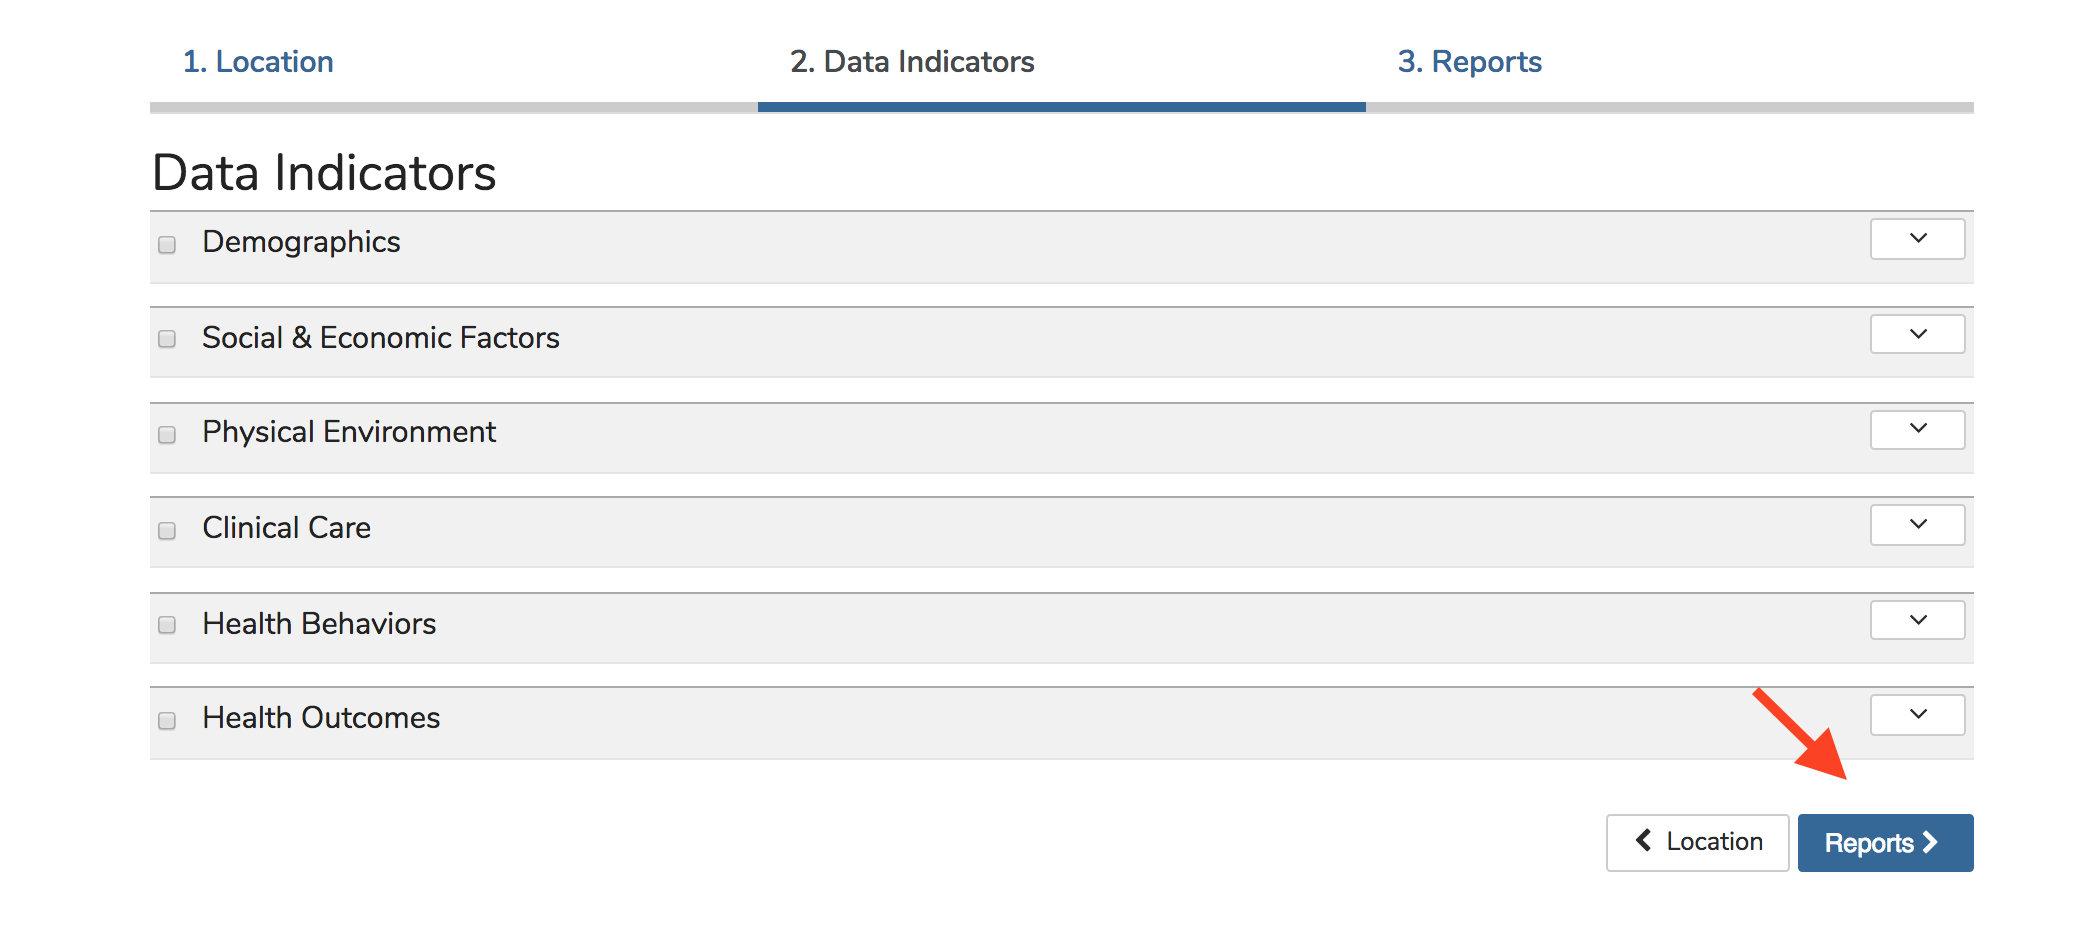 1. Location
2. Data Indicators
3. Reports
Data Indicators
Demographics
Social & Economic Factors
Physical Environment
Clinical Care
Health Behaviors
Health Outcomes
Location
Reports